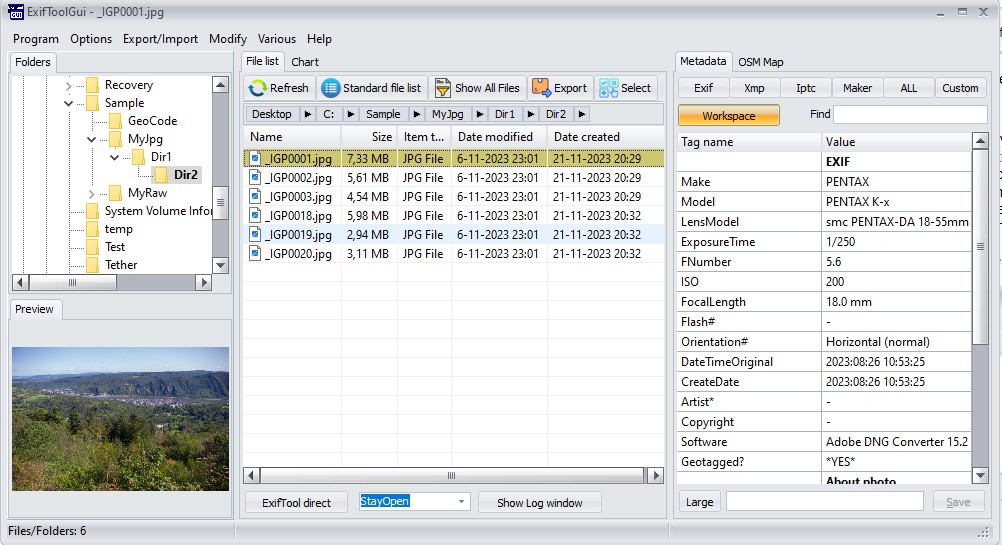 ExifToolGui - _IGP0001.jpg
Program Options Export/Import Modify Various Help
Folders
Recovery
Sample
GeoCode
MyJpg
Dir1
Dir2
MyRaw
System Volume Infor
temp
Test
Tether
Preview
File list Chart
Refresh Standard file list Show All Files Export Select
Desktop C: Sample MyJpg Dir1 Dir2
Name Size Item t... Date modified Date created
_IGP0001.jpg 7,33 MB JPG File 6-11-2023 23:01 21-11-2023 20:29
_IGP0002.jpg 5,61 MB JPG File 6-11-2023 23:01 21-11-2023 20:29
_IGP0003.jpg 4,54 MB JPG File 6-11-2023 23:01 21-11-2023 20:29
_IGP0018.jpg 5,98 MB JPG File 6-11-2023 23:01 21-11-2023 20:32
_IGP0019.jpg 2,94 MB JPG File 6-11-2023 23:01 21-11-2023 20:32
_IGP0020.jpg 3,11 MB JPG File 6-11-2023 23:01 21-11-2023 20:32
ExifTool direct StayOpen Show Log window
Metadata OSM Map
Exif Xmp Iptc Maker ALL Custom
Workspace Find
Tag name Value
EXIF
Make PENTAX
Model PENTAX K-x
LensModel smc PENTAX-DA 18-55mm
ExposureTime 1/250
FNumber 5.6
ISO 200
FocalLength 18.0 mm
Flash# -
Orientation# Horizontal (normal)
DateTimeOriginal 2023:08:26 10:53:25
CreateDate 2023:08:26 10:53:25
Artist* -
Copyright -
Software Adobe DNG Converter 15.2
Geotagged? *YES*
About photo
Large Save
Files/Folders: 6